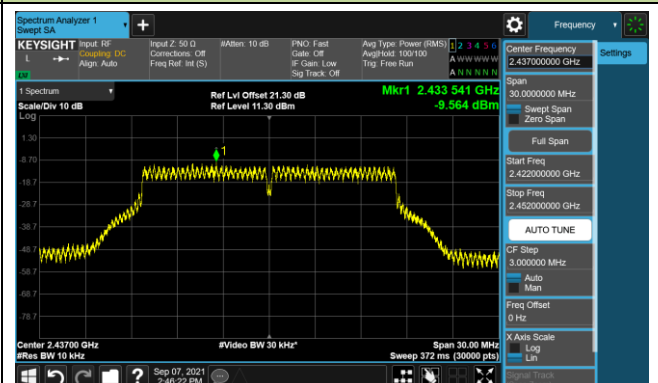 Spectrum Analyzer 1
Swept SA
+
Frequency
KEYSIGHT
L
LXI
Input: RF
Coupling: DC
Align: Auto
Input Z: 50 Ω
Corrections: Off
Freq Ref: Int (S)
#Atten: 10 dB
PNO: Fast
Gate: Off
IF Gain: Low
Sig Track: Off
Avg Type: Power (RMS)
Avg|Hold: 100/100
Trig: Free Run
1 2 3 4 5 6
A W W W W W
A N N N N N
Center Frequency
2.437000000 GHz
Settings
Span
30.0000000 MHz
Swept Span
Zero Span
Full Span
Start Freq
2.422000000 GHz
Stop Freq
2.452000000 GHz
AUTO TUNE
CF Step
3.000000 MHz
Auto
Man
Freq Offset
0 Hz
X Axis Scale
Log
Lin
Signal Track
1 Spectrum
Scale/Div 10 dB
Log
Ref Lvl Offset 21.30 dB
Ref Level 11.30 dBm
Mkr1 2.433 541 GHz
-9.564 dBm
1
1.30
-8.70
-18.7
-28.7
-38.7
-48.7
-58.7
-68.7
-78.7
Center 2.43700 GHz
#Res BW 10 kHz
#Video BW 30 kHz*
Span 30.00 MHz
Sweep 372 ms (30000 pts)
?
Sep 07, 2021
2:46:22 PM